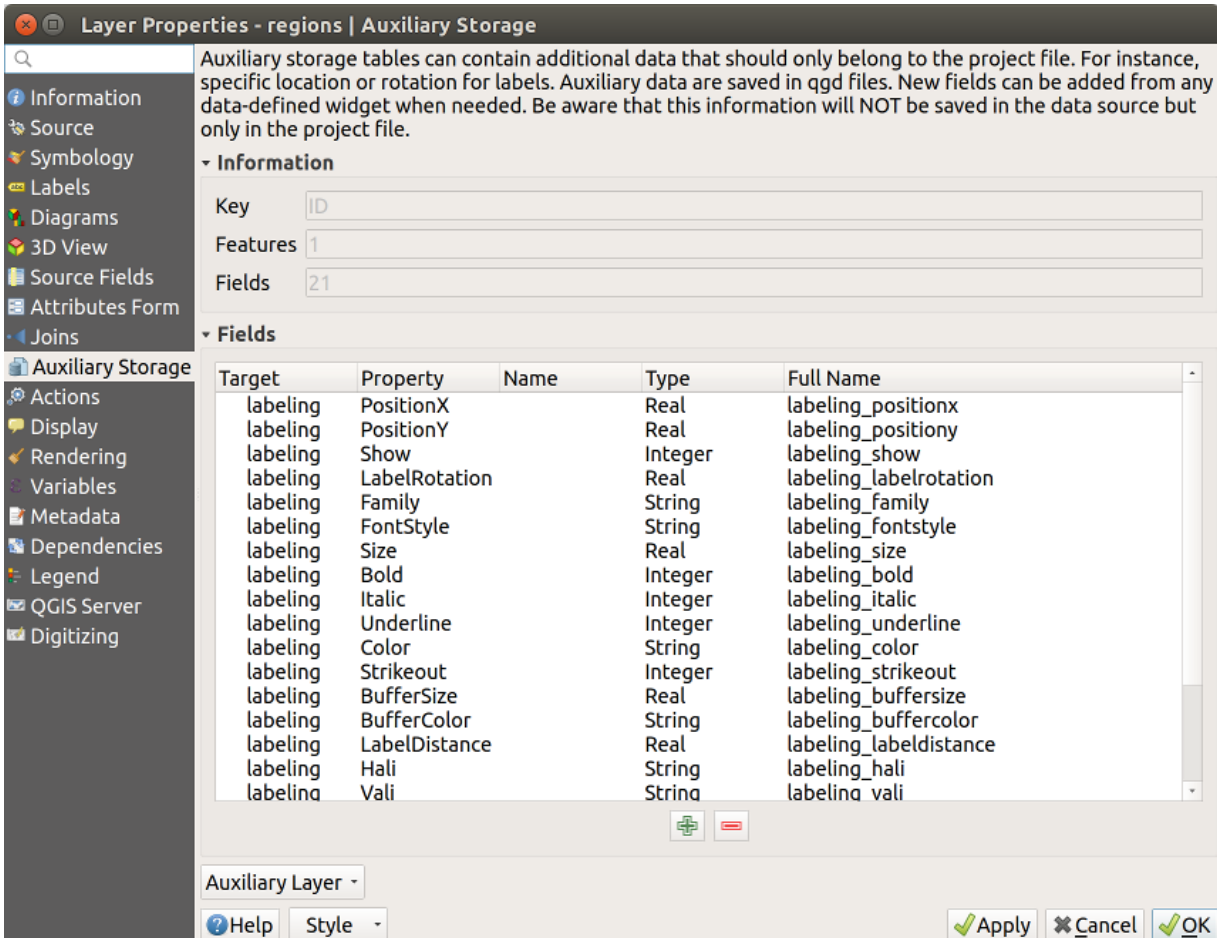 Layer Properties - regions | Auxiliary Storage
Information
Source
Symbology
Labels
Diagrams
3D View
Source Fields
Attributes Form
Joins
Auxiliary Storage
Actions
Display
Rendering
Variables
Metadata
Dependencies
Legend
QGIS Server
Digitizing
Auxiliary storage tables can contain additional data that should only belong to the project file. For instance,
specific location or rotation for labels. Auxiliary data are saved in qgd files. New fields can be added from any
data-defined widget when needed. Be aware that this information will NOT be saved in the data source but
only in the project file.
Information
Key ID
Features 1
Fields 21
Fields
Target Property Name Type Full Name
labeling PositionX Real labeling_positionx
labeling PositionY Real labeling_positiony
labeling Show Integer labeling_show
labeling LabelRotation Real labeling_labelrotation
labeling Family String labeling_family
labeling FontStyle String labeling_fontstyle
labeling Size Real labeling_size
labeling Bold Integer labeling_bold
labeling Italic Integer labeling_italic
labeling Underline Integer labeling_underline
labeling Color String labeling_color
labeling Strikeout Integer labeling_strikeout
labeling BufferSize Real labeling_buffersize
labeling BufferColor String labeling_buffercolor
labeling LabelDistance Real labeling_labeldistance
labeling Hali String labeling_hali
labeling Vali String labeling_vali
Auxiliary Layer
Help Style Apply Cancel OK